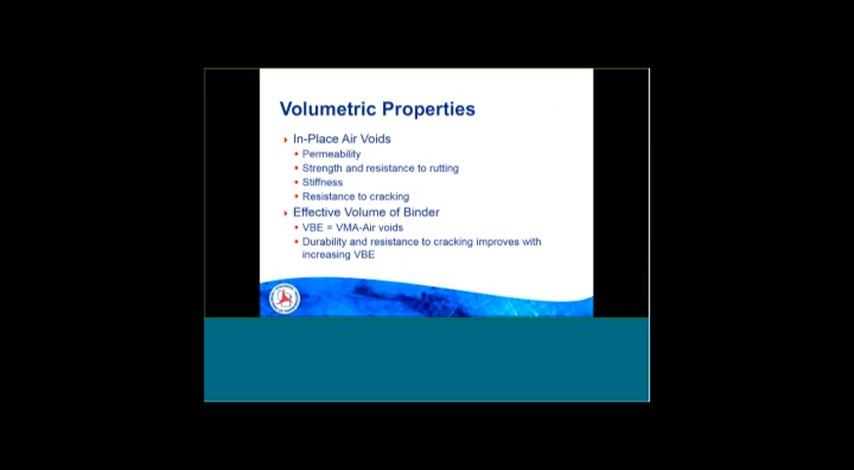 Volumetric Properties
In-Place Air Voids
Permeability
Strength and resistance to rutting
Stiffness
Resistance to cracking
Effective Volume of Binder
VBE = VMA-Air voids
Durability and resistance to cracking improves with
increasing VBE